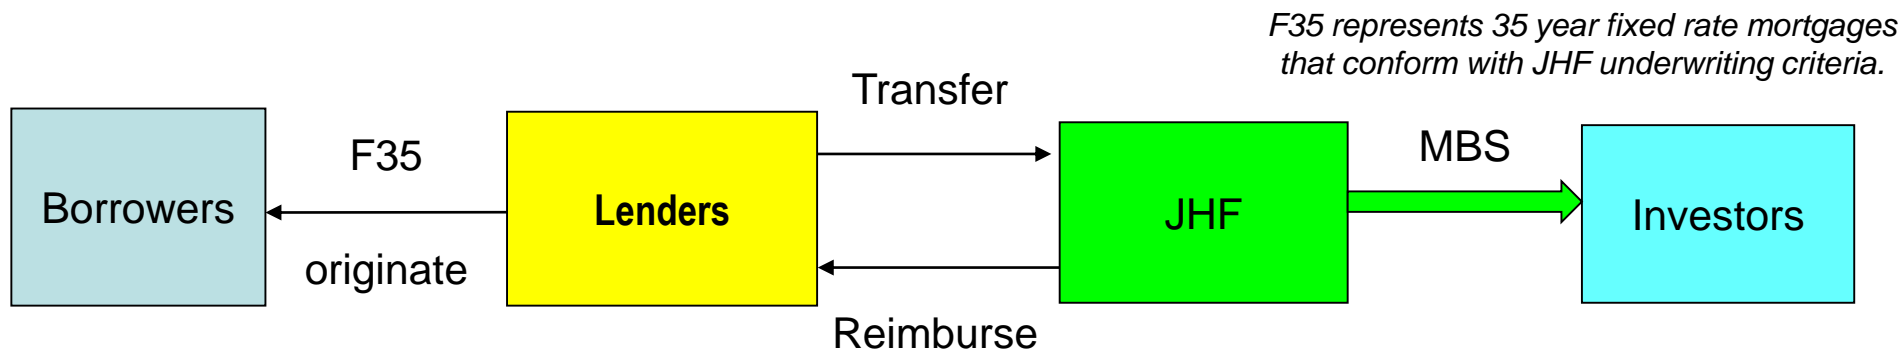 F35 represents 35 year fixed rate mortgages
that conform with JHF underwriting criteria.
Transfer
F35
MBS
Borrowers
Lenders
JHF
Investors
originate
Reimburse